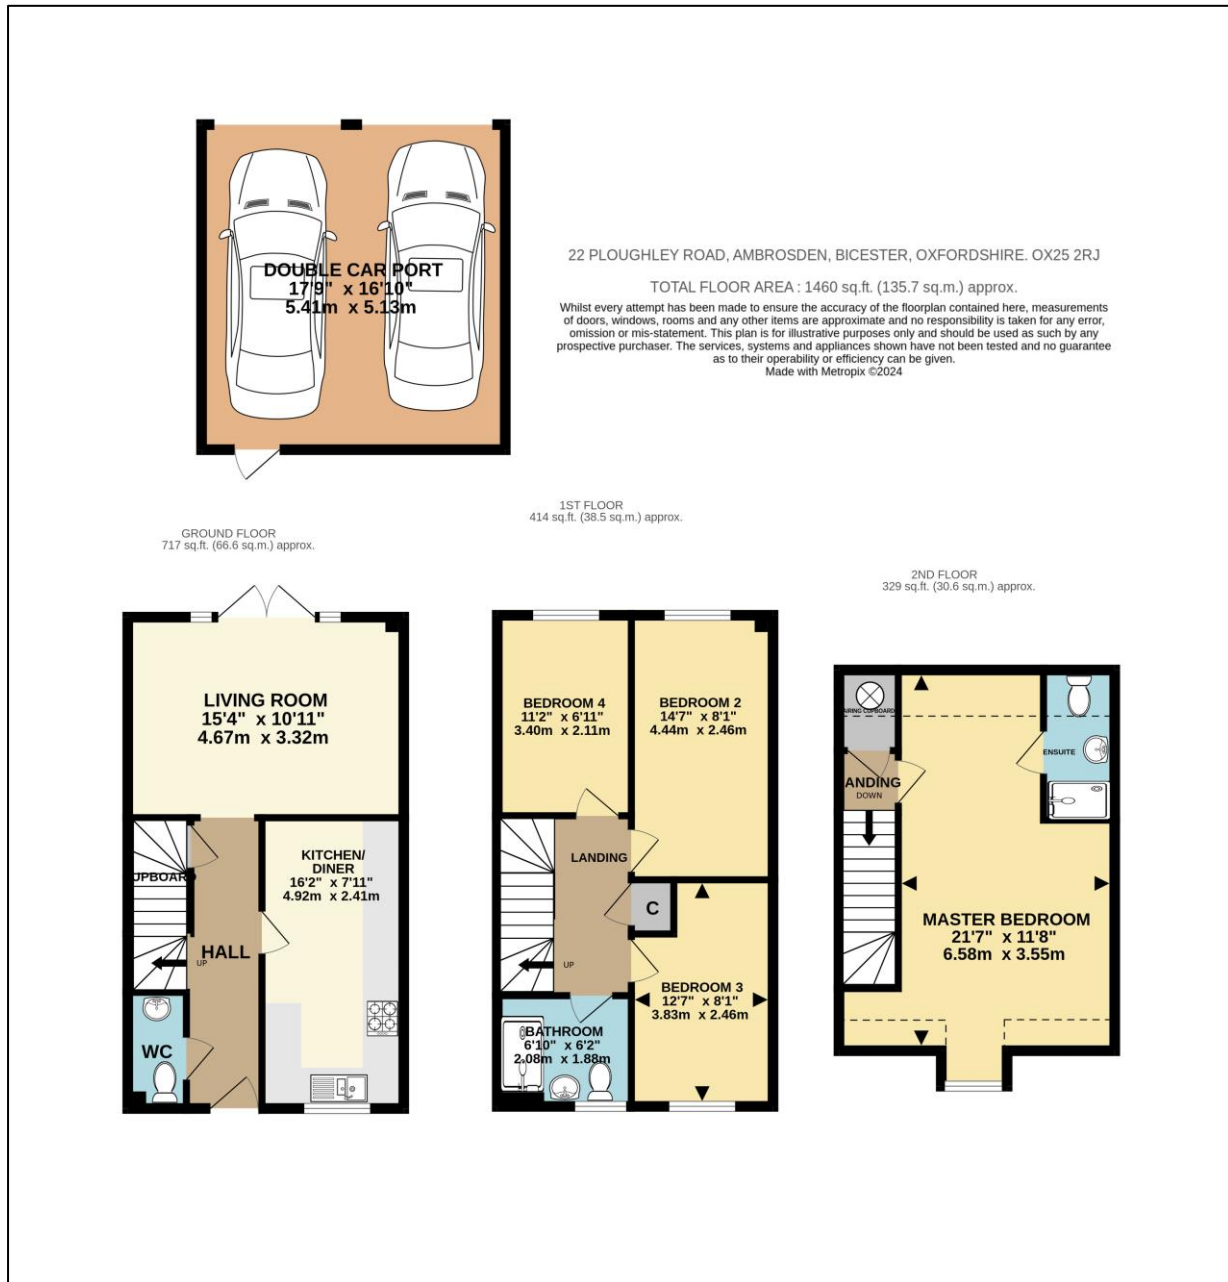 DOUBLE CAR PORT
17'9" x 16'10"
5.41m x 5.13m
22 PLOUGHLEY ROAD, AMBROSDEN, BICESTER, OXFORDSHIRE. OX25 2RJ
TOTAL FLOOR AREA : 1460 sq.ft. (135.7 sq.m.) approx.
Whilst every attempt has been made to ensure the accuracy of the floorplan contained here, measurements
of doors, windows, rooms and any other items are approximate and no responsibility is taken for any error,
omission or mis-statement. This plan is for illustrative purposes only and should be used as such by any
prospective purchaser. The services, systems and appliances shown have not been tested and no guarantee
as to their operability or efficiency can be given.
Made with Metropix ©2024
GROUND FLOOR
717 sq.ft. (66.6 sq.m.) approx.
LIVING ROOM
15'4" x 10'11"
4.67m x 3.32m
KITCHEN/
DINER
16'2" x 7'11"
4.92m x 2.41m
UPBOARD
HALL
UP
WC
1ST FLOOR
414 sq.ft. (38.5 sq.m.) approx.
BEDROOM 4
11'2" x 6'11"
3.40m x 2.11m
BEDROOM 2
14'7" x 8'1"
4.44m x 2.46m
LANDING
C
UP
BEDROOM 3
12'7" x 8'1"
3.83m x 2.46m
BATHROOM
6'10" x 6'2"
2.08m x 1.88m
2ND FLOOR
329 sq.ft. (30.6 sq.m.) approx.
AIRING CUPBOARD
ENSUITE
ANDING
DOWN
MASTER BEDROOM
21'7" x 11'8"
6.58m x 3.55m